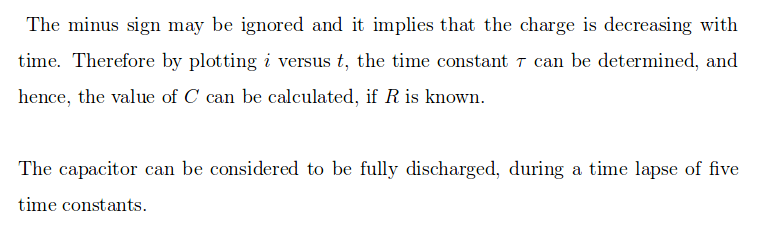 The minus sign may be ignored and it implies that the charge is decreasing with
time. Therefore by plotting i versus t, the time constant τ can be determined, and
hence, the value of C can be calculated, if R is known.
The capacitor can be considered to be fully discharged, during a time lapse of five
time constants.